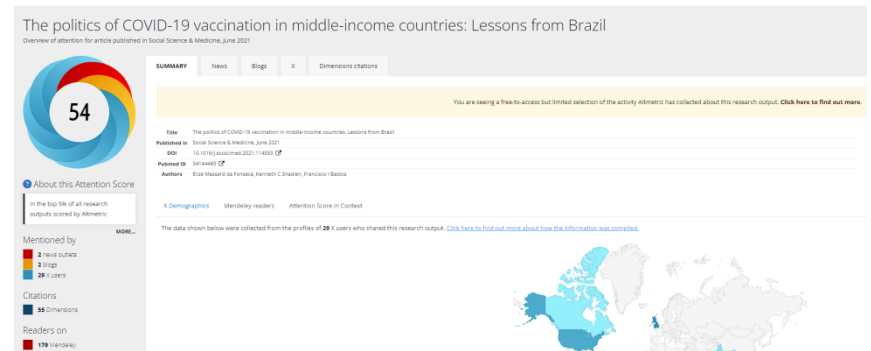 The politics of COVID-19 vaccination in middle-income countries: Lessons from Brazil
Overview of attention for article published in Social Science & Medicine, June 2021
54
About this Attention Score
In the top 5% of all research
outputs scored by Altmetric
MORE...
Mentioned by
2 news outlets
2 blogs
29 X users
Citations
55 Dimensions
Readers on
179 Mendeley
SUMMARY News Blogs X Dimensions citations
You are seeing a free-to-access but limited selection of the activity Altmetric has collected about this research output. Click here to find out more.
Title The politics of COVID-19 vaccination in middle-income countries: Lessons from Brazil
Published in Social Science & Medicine, June 2021
DOI 10.1016/j.socscimed.2021.114093
Pubmed ID 34144480
Authors Elize Massard da Fonseca, Kenneth C Shadlen, Francisco I Bastos
X Demographics Mendeley readers Attention Score in Context
The data shown below were collected from the profiles of 29 X users who shared this research output. Click here to find out more about how the information was compiled.